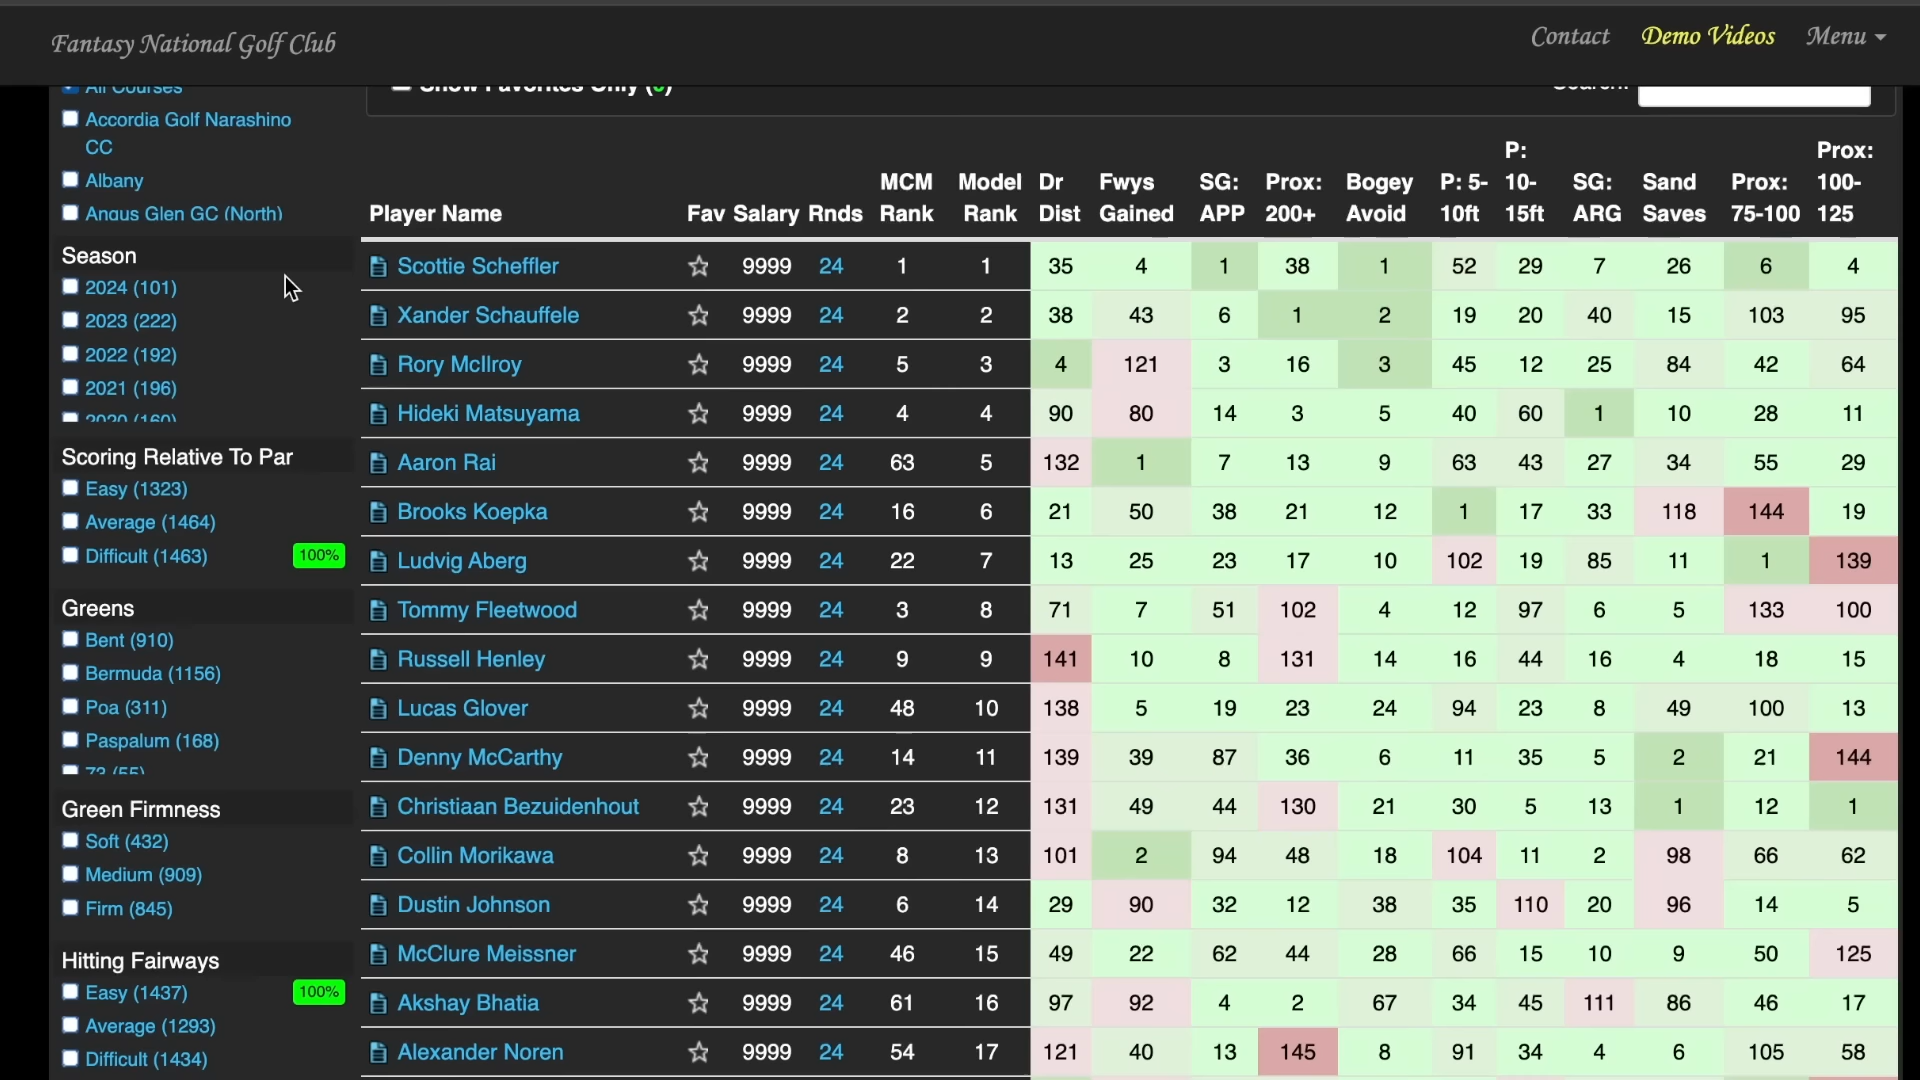 Fantasy National Golf Club
Contact Demo Videos Menu
All Courses
Accordia Golf Narashino
CC
Albany
Angus Glen GC (North)
Season
2024 (101)
2023 (222)
2022 (192)
2021 (196)
2020 (160)
Scoring Relative To Par
Easy (1323)
Average (1464)
Difficult (1463) 100%
Greens
Bent (910)
Bermuda (1156)
Poa (311)
Paspalum (168)
Green Firmness
Soft (432)
Medium (909)
Firm (845)
Hitting Fairways
Easy (1437) 100%
Average (1293)
Difficult (1434)
Show Favorites Only
Search:
Player Name Fav Salary Rnds MCM Rank Model Rank Dr Dist Fwys Gained SG: APP Prox: 200+ Bogey Avoid P: 5-10ft P: 10-15ft SG: ARG Sand Saves Prox: 75-100 Prox: 100-125
Scottie Scheffler 9999 24 1 1 35 4 1 38 1 52 29 7 26 6 4
Xander Schauffele 9999 24 2 2 38 43 6 1 2 19 20 40 15 103 95
Rory McIlroy 9999 24 5 3 4 121 3 16 3 45 12 25 84 42 64
Hideki Matsuyama 9999 24 4 4 90 80 14 3 5 40 60 1 10 28 11
Aaron Rai 9999 24 63 5 132 1 7 13 9 63 43 27 34 55 29
Brooks Koepka 9999 24 16 6 21 50 38 21 12 1 17 33 118 144 19
Ludvig Aberg 9999 24 22 7 13 25 23 17 10 102 19 85 11 1 139
Tommy Fleetwood 9999 24 3 8 71 7 51 102 4 12 97 6 5 133 100
Russell Henley 9999 24 9 9 141 10 8 131 14 16 44 16 4 18 15
Lucas Glover 9999 24 48 10 138 5 19 23 24 94 23 8 49 100 13
Denny McCarthy 9999 24 14 11 139 39 87 36 6 11 35 5 2 21 144
Christiaan Bezuidenhout 9999 24 23 12 131 49 44 130 21 30 5 13 1 12 1
Collin Morikawa 9999 24 8 13 101 2 94 48 18 104 11 2 98 66 62
Dustin Johnson 9999 24 6 14 29 90 32 12 38 35 110 20 96 14 5
McClure Meissner 9999 24 46 15 49 22 62 44 28 66 15 10 9 50 125
Akshay Bhatia 9999 24 61 16 97 92 4 2 67 34 45 111 86 46 17
Alexander Noren 9999 24 54 17 121 40 13 145 8 91 34 4 6 105 58